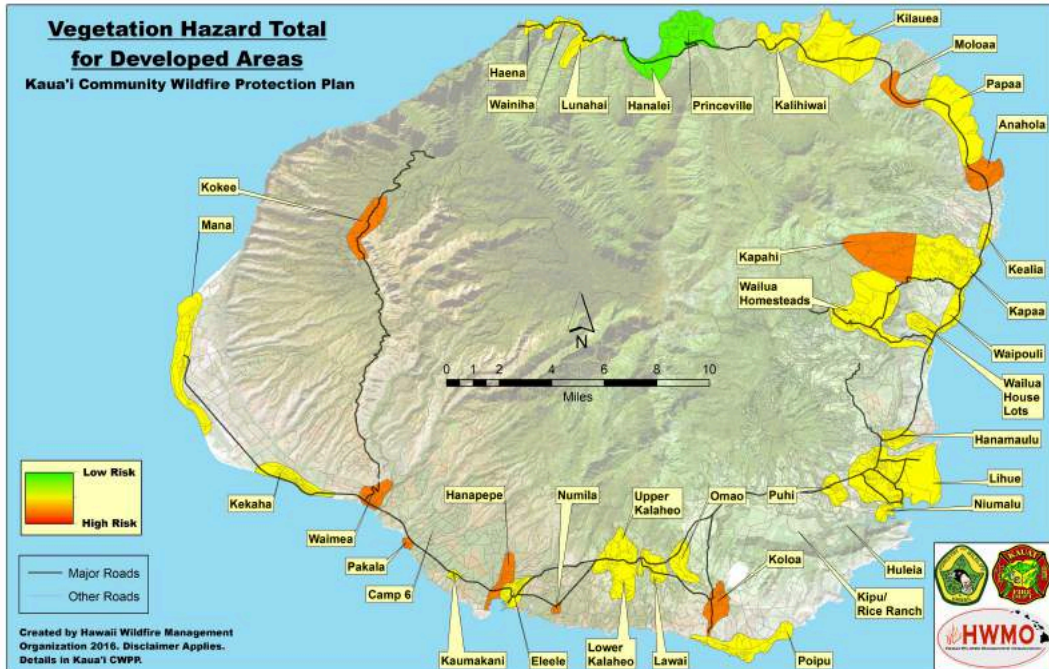 Vegetation Hazard Total
for Developed Areas
Kaua'i Community Wildfire Protection Plan
Haena
Wainiha
Lunahai
Hanalei
Princeville
Kalihiwai
Kilauea
Moloaa
Papaa
Anahola
Kokee
Mana
Kapahi
Kealia
Wailua
Homesteads
Kapaa
Waipouli
Wailua
House
Lots
N
0 1 2 4 6 8 10
Miles
Hanamaulu
Lihue
Niumalu
Low Risk
High Risk
Kekaha
Waimea
Pakala
Camp 6
Hanapepe
Numila
Upper
Kalaheo
Omao
Puhi
Koloa
Huleia
Kipu/
Rice Ranch
Major Roads
Other Roads
Kaumakani
Eleele
Lower
Kalaheo
Lawai
Poipu
Created by Hawaii Wildfire Management
Organization 2016. Disclaimer Applies.
Details in Kaua'i CWPP.
KAUAI
HWMO